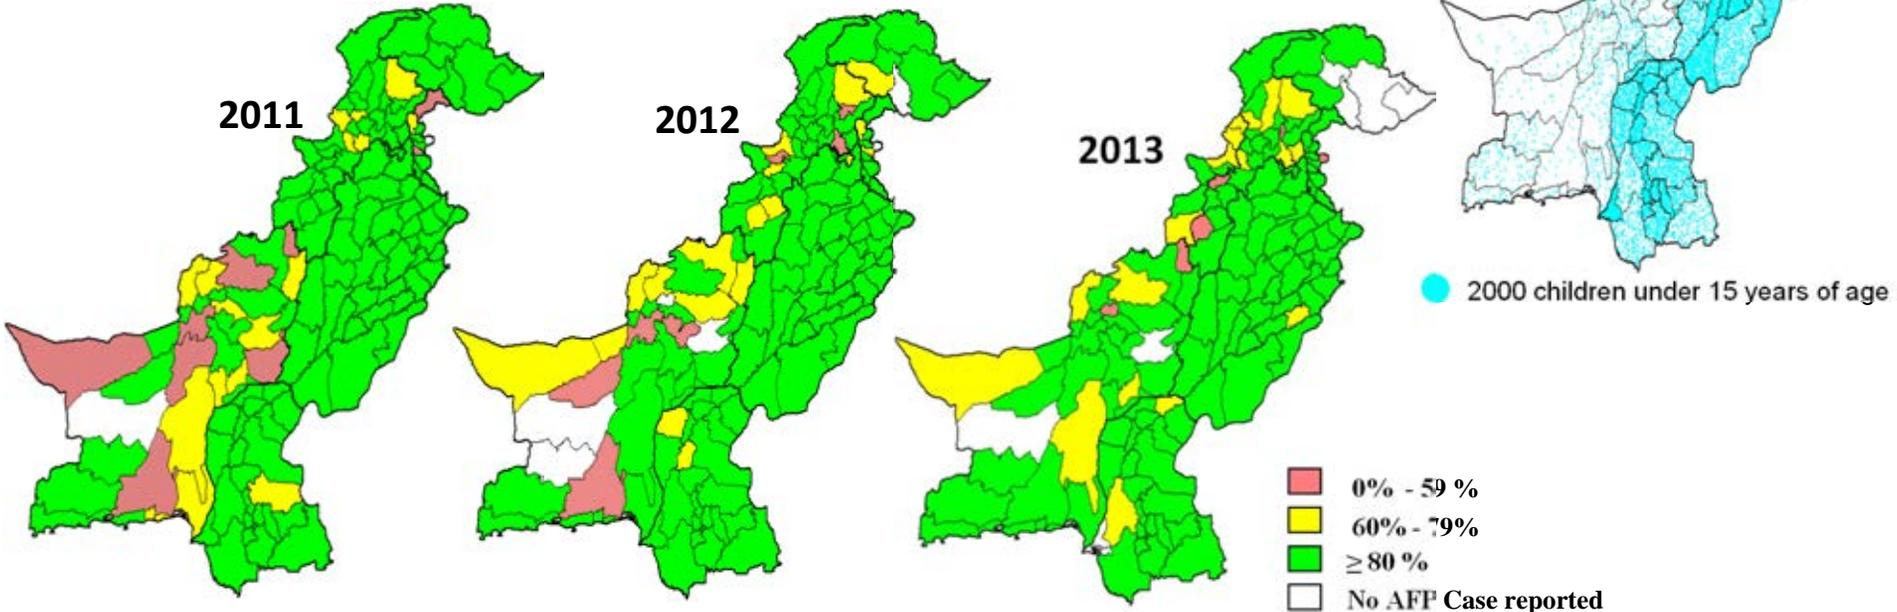 2011
2012
2013
2000 children under 15 years of age
0% - 59 %
60% - 79%
≥ 80 %
No AFP Case reported